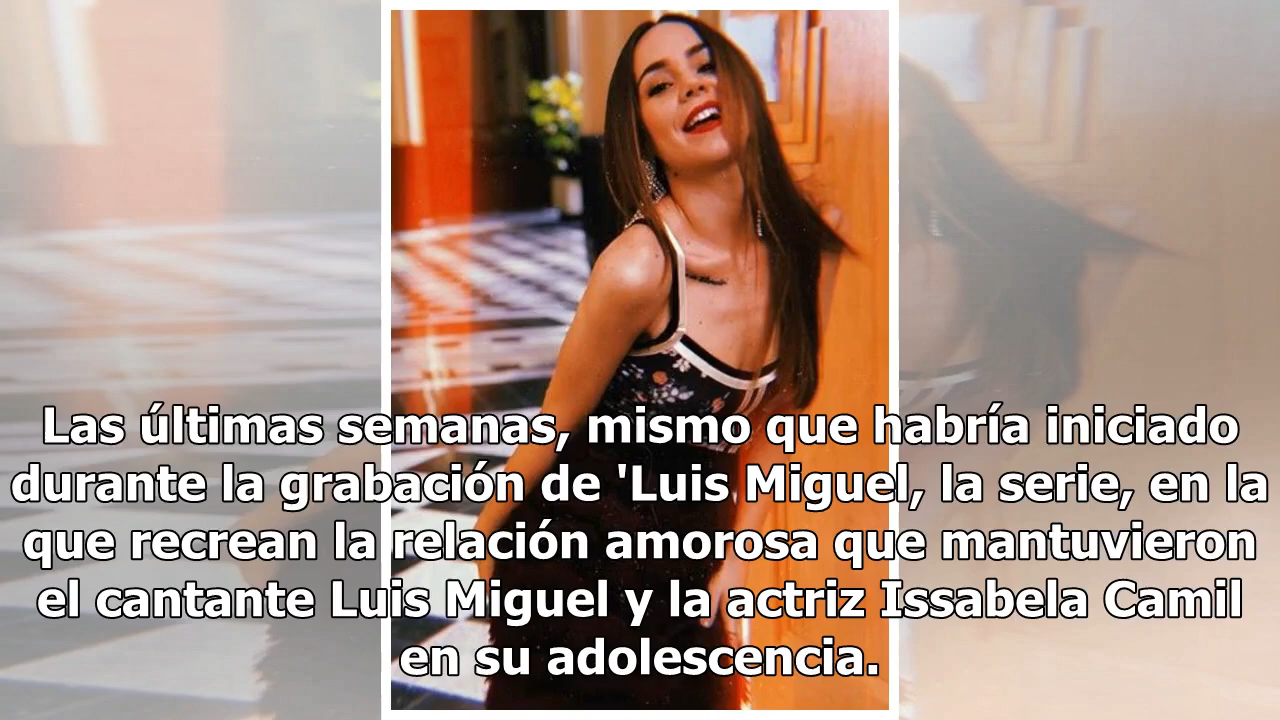 Las últimas semanas, mismo que habría iniciado
durante la grabación de 'Luis Miguel, la serie, en la
que recrean la relación amorosa que mantuvieron
el cantante Luis Miguel y la actriz Issabela Camil
en su adolescencia.